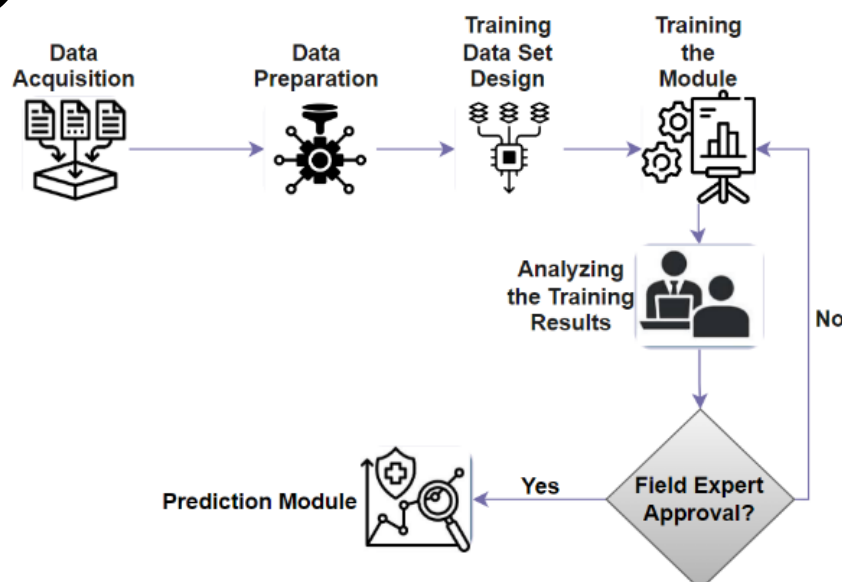 Data
Acquisition
Data
Preparation
Training
Data Set
Design
Training
the
Module
Analyzing
the Training
Results
No
Field Expert
Approval?
Yes
Prediction Module